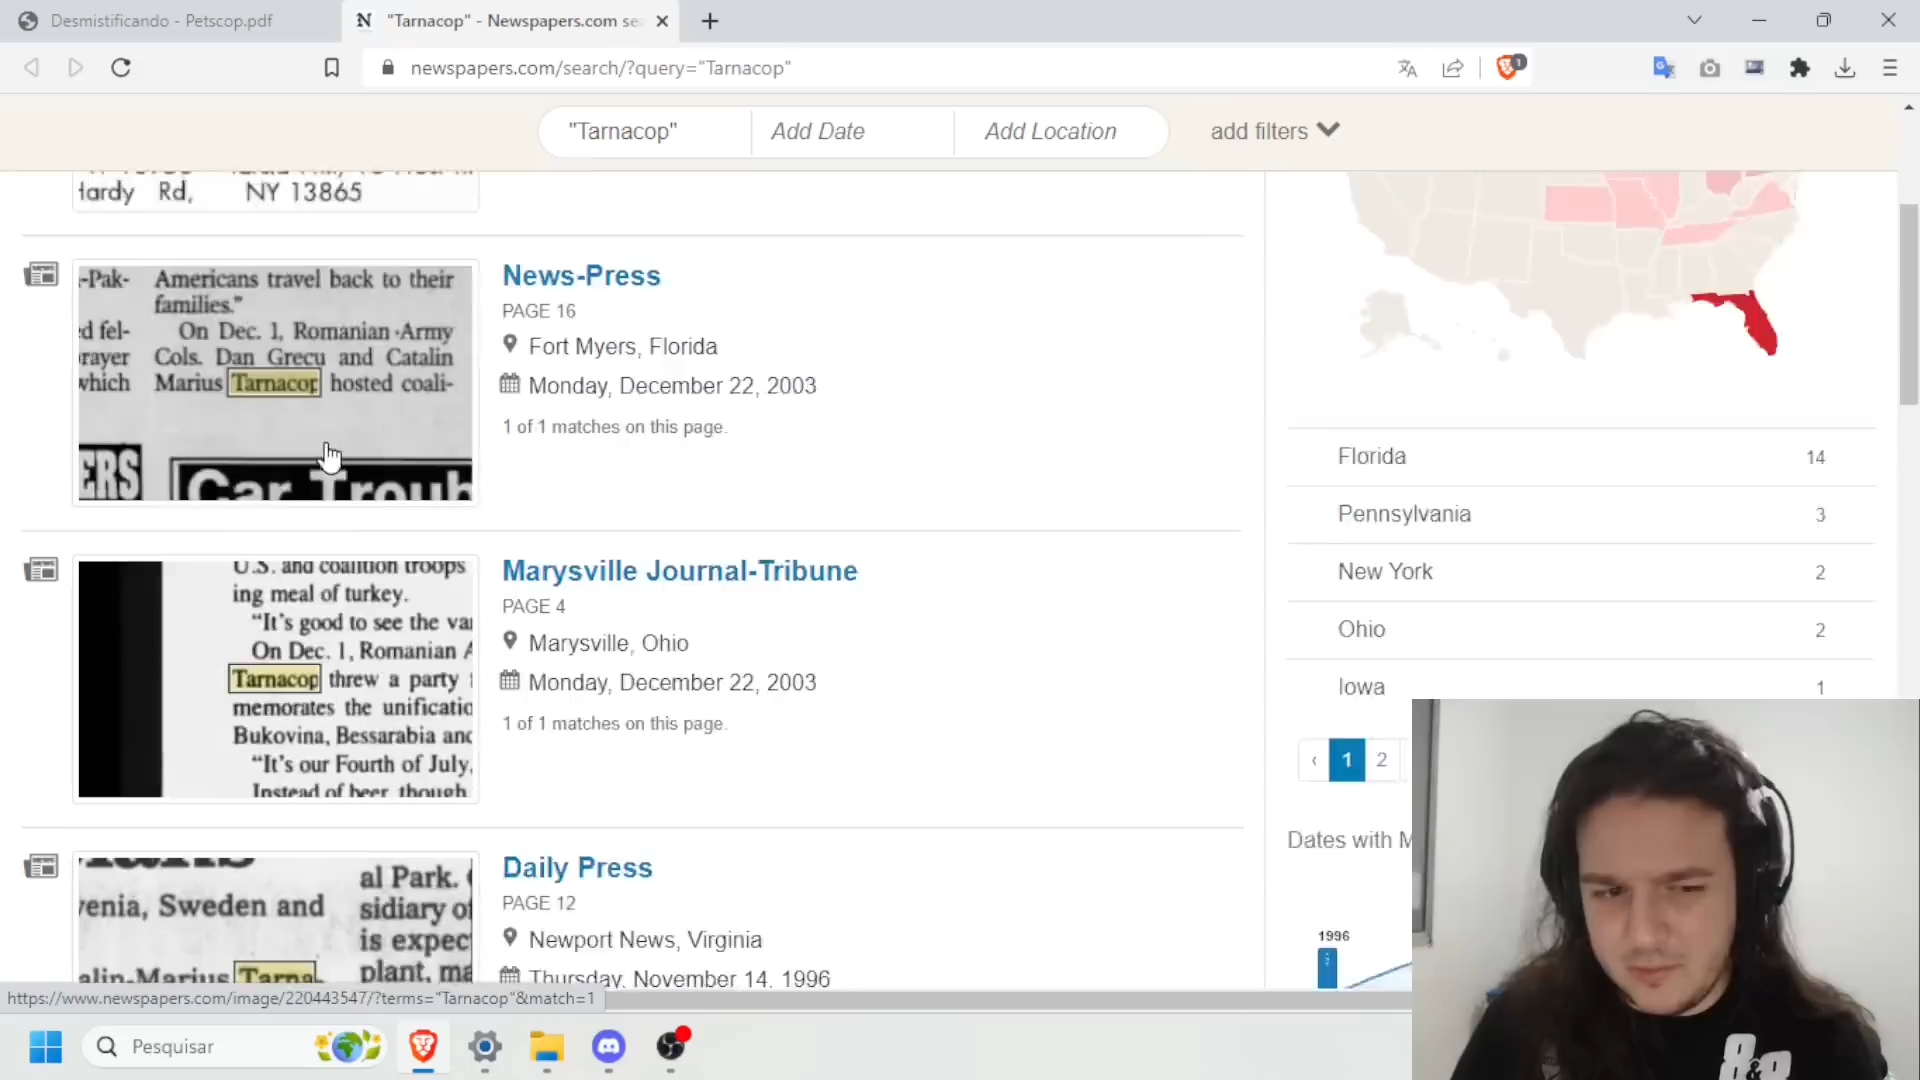 Desmistificando - Petscop.pdf
"Tarnacop" - Newspapers.com sea
newspapers.com/search/?query="Tarnacop"
1
"Tarnacop"
Add Date
Add Location
add filters
Hardy Rd, NY 13865
-Pak- Americans travel back to their
families."
ed fel- On Dec. 1, Romanian Army
rayer Cols. Dan Grecu and Catalin
which Marius Tarnacop hosted coali-
ERS Car Troub
News-Press
PAGE 16
Fort Myers, Florida
Monday, December 22, 2003
1 of 1 matches on this page.
U.S. and coalition troops
ing meal of turkey.
"It's good to see the va
On Dec. 1, Romanian A
Tarnacop threw a party
memorates the unificatio
Bukovina, Bessarabia and
"It's our Fourth of July,
Instead of beer, though
Marysville Journal-Tribune
PAGE 4
Marysville, Ohio
Monday, December 22, 2003
1 of 1 matches on this page.
al Park.
venia, Sweden and sidiary of
is expec
alin-Marius Tarna- plant, ma
Daily Press
PAGE 12
Newport News, Virginia
Thursday, November 14, 1996
Florida 14
Pennsylvania 3
New York 2
Ohio 2
Iowa 1
‹ 1 2
Dates with M
1996
https://www.newspapers.com/image/220443547/?terms="Tarnacop"&match=1
Pesquisar